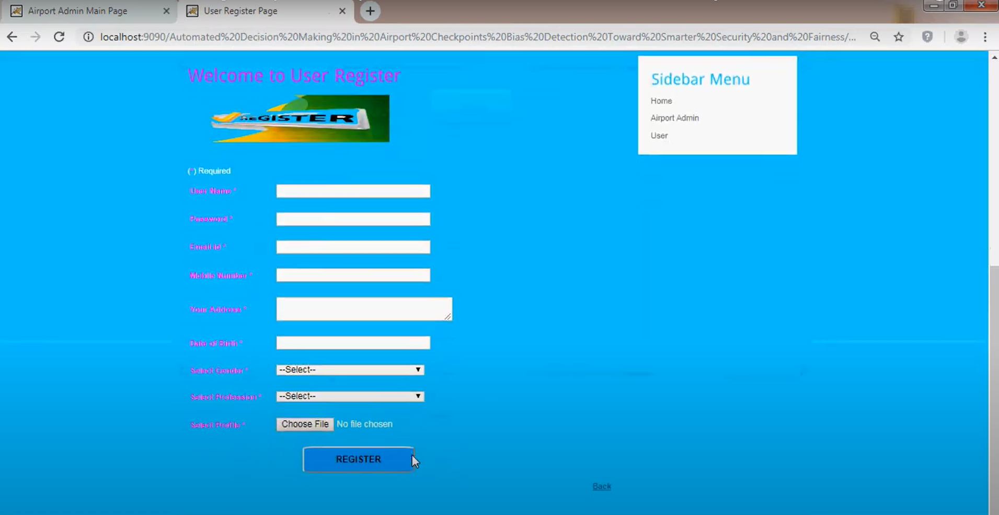 Airport Admin Main Page
User Register Page
localhost:9090/Automated%20Decision%20Making%20in%20Airport%20Checkpoints%20Bias%20Detection%20Toward%20Smarter%20Security%20and%20Fairness/...
Welcome to User Register
REGISTER
Sidebar Menu
Home
Airport Admin
User
(*) Required
User Name *
Password *
Email Id *
Mobile Number *
Your Address *
Date of Birth *
Select Gender * --Select--
Select Profession * --Select--
Select Profile * Choose File No file chosen
REGISTER
Back